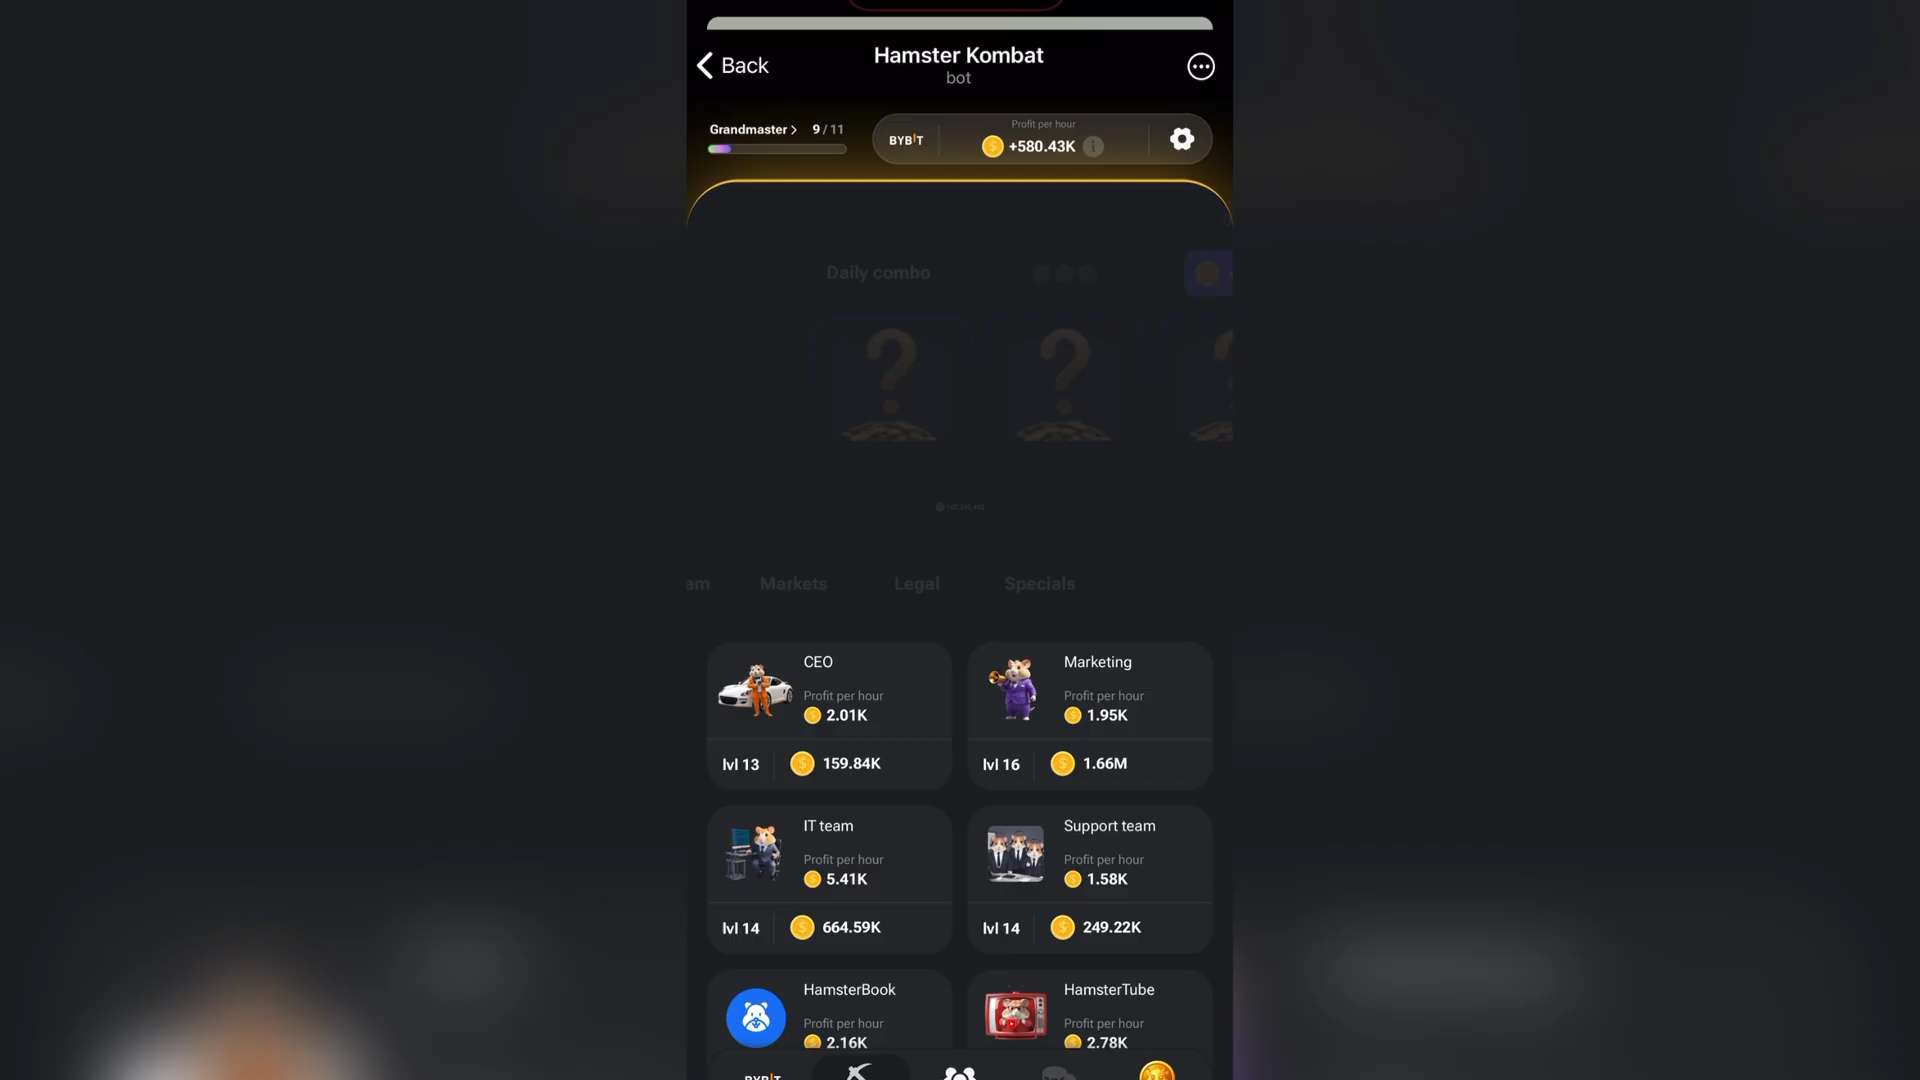 Back
Hamster Kombat
bot
Grandmaster > 9 / 11
BYBIT
Profit per hour
+580.43K
Daily combo
am Markets Legal Specials
CEO
Profit per hour
2.01K
lvl 13 159.84K
Marketing
Profit per hour
1.95K
lvl 16 1.66M
IT team
Profit per hour
5.41K
lvl 14 664.59K
Support team
Profit per hour
1.58K
lvl 14 249.22K
HamsterBook
Profit per hour
2.16K
HamsterTube
Profit per hour
2.78K
BYBIT